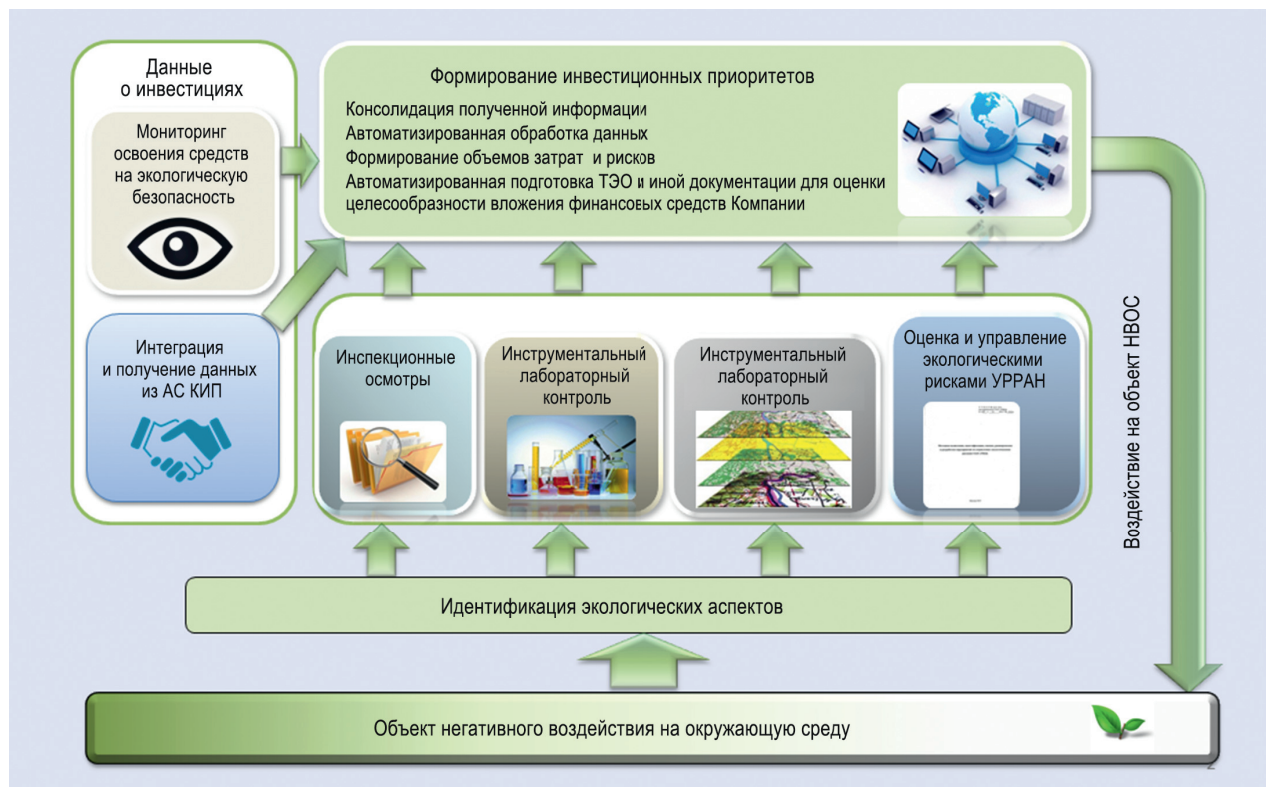 Данные
о инвестициях
Мониторинг
освоения средств
на экологическую
безопасность
Интеграция
и получение данных
из АС КИП
Формирование инвестиционных приоритетов
Консолидация полученной информации
Автоматизированная обработка данных
Формирование объемов затрат и рисков
Автоматизированная подготовка ТЭО и иной документации для оценки
целесообразности вложения финансовых средств Компании
Инспекционные
осмотры
Инструментальный
лабораторный
контроль
Инструментальный
лабораторный
контроль
Оценка и управление
экологическими
рисками УРРАН
Воздействие на объект НВОС
Идентификация экологических аспектов
Объект негативного воздействия на окружающую среду
2